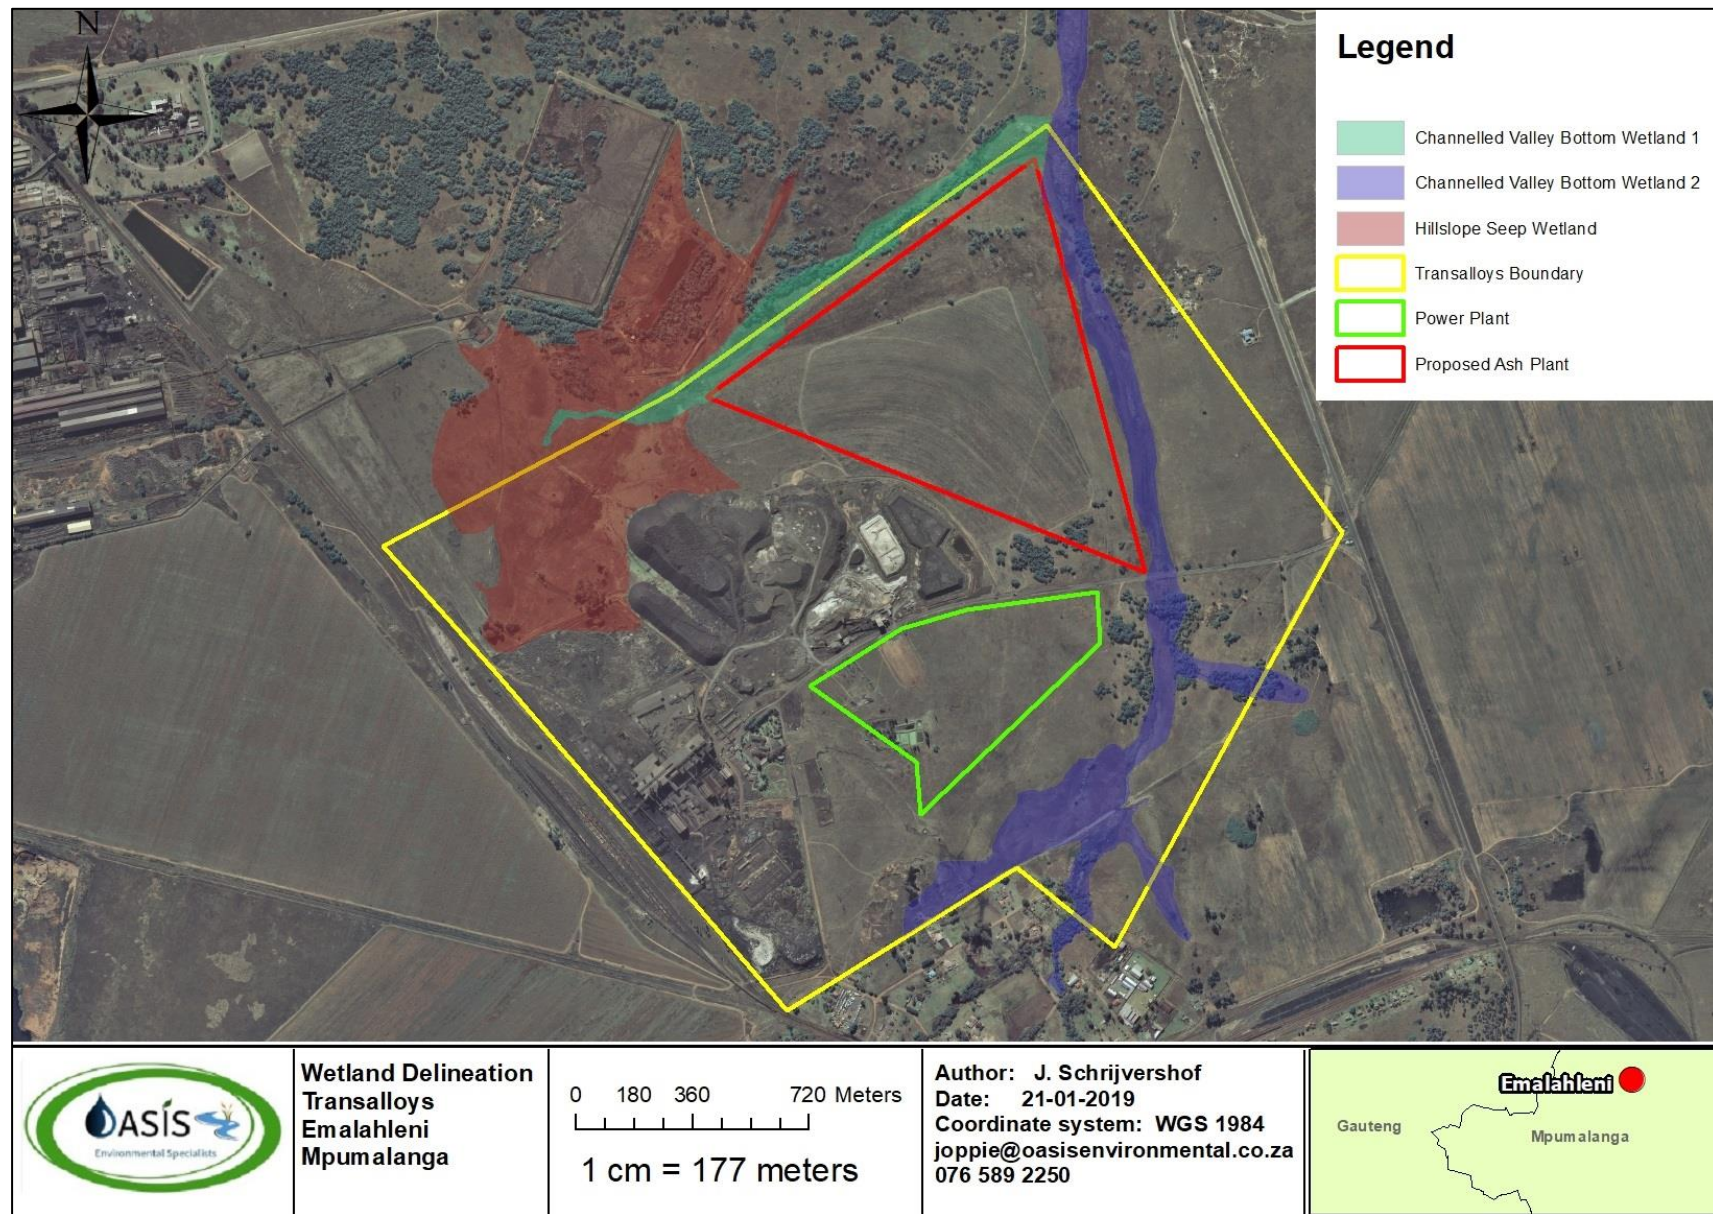 N
Legend
Channelled Valley Bottom Wetland 1
Channelled Valley Bottom Wetland 2
Hillslope Seep Wetland
Transalloys Boundary
Power Plant
Proposed Ash Plant
OASIS
Environmental Specialists
Wetland Delineation
Transalloys
Emalahleni
Mpumalanga
0 180 360 720 Meters
1 cm = 177 meters
Author: J. Schrijvershof
Date: 21-01-2019
Coordinate system: WGS 1984
joppie@oasisenvironmental.co.za
076 589 2250
Emalahleni
Gauteng
Mpumalanga